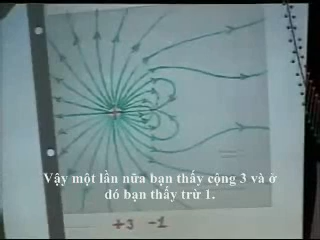 Vậy một lần nữa bạn thấy cộng 3 và ở
đó bạn thấy trừ 1.
+3 -1